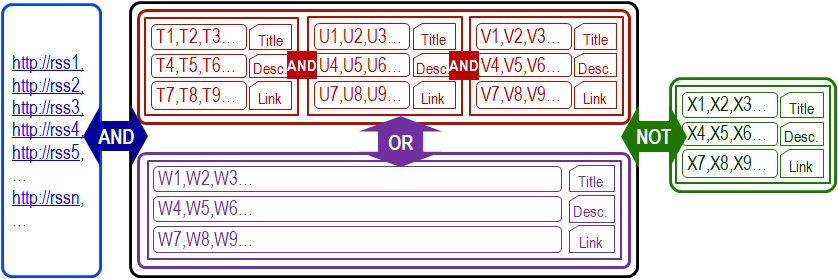 http://rss1,
http://rss2,
http://rss3,
http://rss4,
http://rss5,
…
http://rssn,
…
AND
T1,T2,T3… Title
T4,T5,T6… Desc.
T7,T8,T9… Link
AND
U1,U2,U3… Title
U4,U5,U6… Desc.
U7,U8,U9… Link
AND
V1,V2,V3… Title
V4,V5,V6… Desc.
V7,V8,V9… Link
OR
W1,W2,W3… Title
W4,W5,W6… Desc.
W7,W8,W9… Link
NOT
X1,X2,X3… Title
X4,X5,X6… Desc.
X7,X8,X9… Link